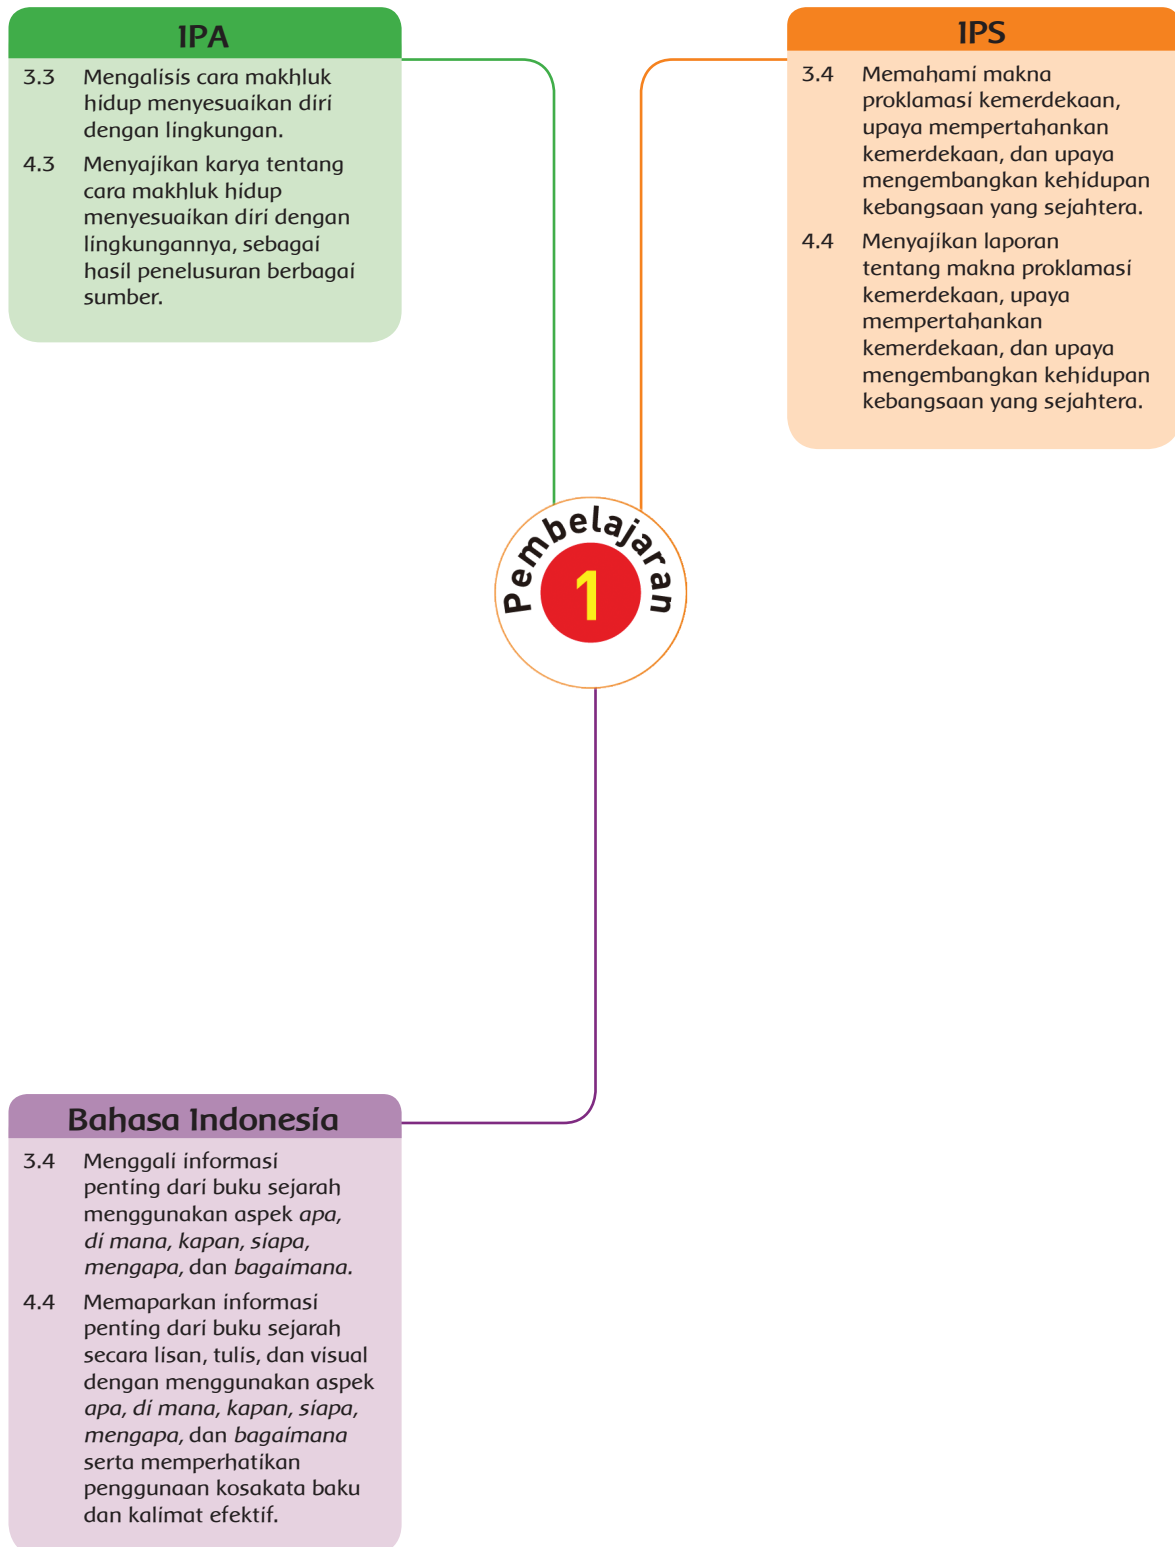 IPA
3.3 Mengalisis cara makhluk
hidup menyesuaikan diri
dengan lingkungan.
4.3 Menyajikan karya tentang
cara makhluk hidup
menyesuaikan diri dengan
lingkungannya, sebagai
hasil penelusuran berbagai
sumber.
IPS
3.4 Memahami makna
proklamasi kemerdekaan,
upaya mempertahankan
kemerdekaan, dan upaya
mengembangkan kehidupan
kebangsaan yang sejahtera.
4.4 Menyajikan laporan
tentang makna proklamasi
kemerdekaan, upaya
mempertahankan
kemerdekaan, dan upaya
mengembangkan kehidupan
kebangsaan yang sejahtera.
Pembelajaran
1
Bahasa Indonesia
3.4 Menggali informasi
penting dari buku sejarah
menggunakan aspek apa,
di mana, kapan, siapa,
mengapa, dan bagaimana.
4.4 Memaparkan informasi
penting dari buku sejarah
secara lisan, tulis, dan visual
dengan menggunakan aspek
apa, di mana, kapan, siapa,
mengapa, dan bagaimana
serta memperhatikan
penggunaan kosakata baku
dan kalimat efektif.